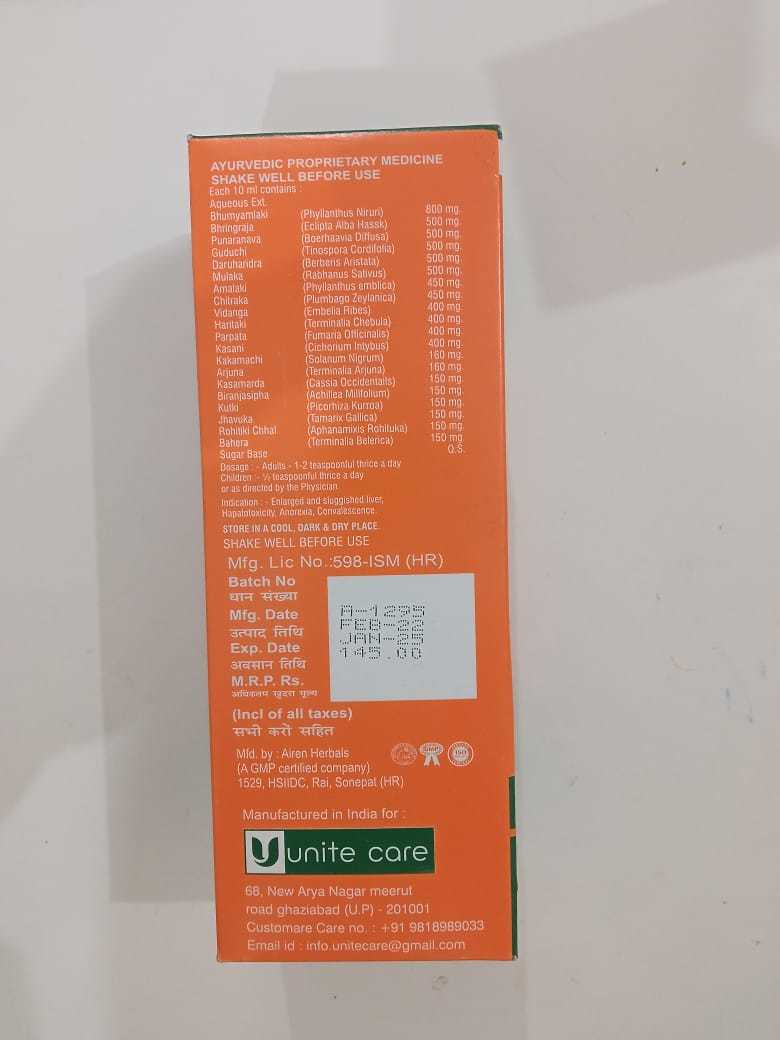 AYURVEDIC PROPRIETARY MEDICINE
SHAKE WELL BEFORE USE
Each 10 ml contains :
Aqueous Ext.
Bhumyamlaki (Phyllanthus Niruri) 800 mg.
Bhringraja (Eclipta Alba Hassk) 500 mg.
Punaranava (Boerhaavia Diffusa) 500 mg.
Guduchi (Tinospora Cordifolia) 500 mg.
Daruhandra (Berberis Aristata) 500 mg.
Mulaka (Rabhanus Sativus) 500 mg.
Amalaki (Phyllanthus emblica) 450 mg.
Chitraka (Plumbago Zeylanica) 450 mg.
Vidanga (Embelia Ribes) 400 mg.
Haritaki (Terminalia Chebula) 400 mg.
Parpata (Fumaria Officinalis) 400 mg.
Kasani (Cichorium Intybus) 400 mg.
Kakamachi (Solanum Nigrum) 160 mg.
Arjuna (Terminalia Arjuna) 160 mg.
Kasamarda (Cassia Occidentails) 150 mg.
Biranjasipha (Achillea Millfolium) 150 mg.
Kutki (Picorhiza Kurroa) 150 mg.
Jhavuka (Tamarix Gallica) 150 mg.
Rohitiki Chhal (Aphanamixis Rohituka) 150 mg.
Bahera (Terminalia Belerica) 150 mg.
Sugar Base Q.S.
Dosage : - Adults - 1-2 teaspoonful thrice a day
Children : - ½ teaspoonful thrice a day
or as directed by the Physician.
Indication : - Enlarged and sluggished liver,
Hapatotoxicity, Anorexia, Convalescence.
STORE IN A COOL, DARK & DRY PLACE.
SHAKE WELL BEFORE USE
Mfg. Lic No.:598-ISM (HR)
Batch No A-1295
धान संख्या
Mfg. Date FEB-22
उत्पाद तिथि
Exp. Date JAN-25
अवसान तिथि
M.R.P. Rs. 145.00
अधिकतम खुदरा मूल्य
(Incl of all taxes)
सभी करों सहित
Mfd. by : Airen Herbals
(A GMP certified company)
1529, HSIIDC, Rai, Sonepat (HR)
GMP
ISO
Manufactured in India for :
unite care
68, New Arya Nagar meerut
road ghaziabad (U.P) - 201001
Customare Care no. : +91 9818989033
Email id : info.unitecare@gmail.com